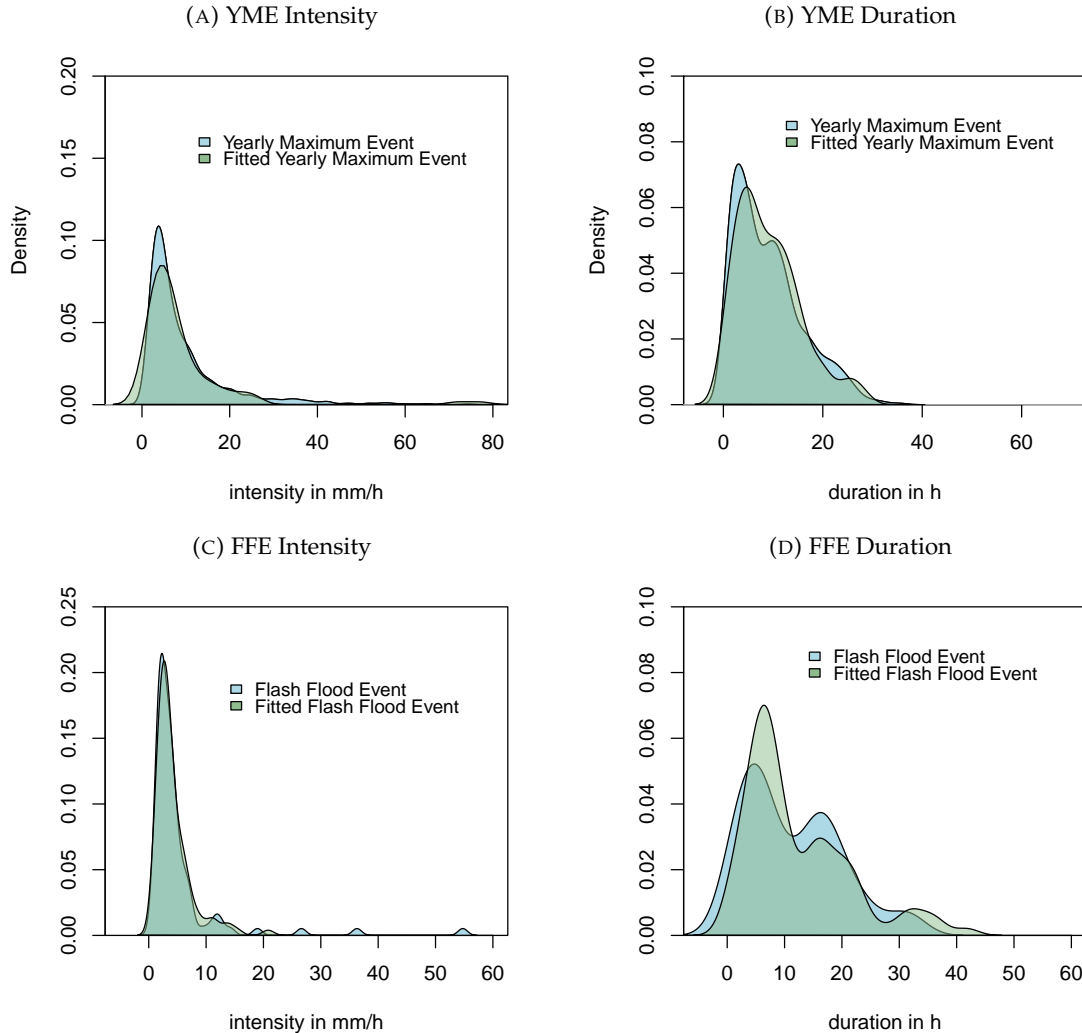 (A) YME Intensity
Density
0.00 0.05 0.10 0.15 0.20
Yearly Maximum Event
Fitted Yearly Maximum Event
0 20 40 60 80
intensity in mm/h
(B) YME Duration
Density
0.00 0.02 0.04 0.06 0.08 0.10
Yearly Maximum Event
Fitted Yearly Maximum Event
0 20 40 60
duration in h
(C) FFE Intensity
0.00 0.05 0.10 0.15 0.20 0.25
Flash Flood Event
Fitted Flash Flood Event
0 10 20 30 40 50 60
intensity in mm/h
(D) FFE Duration
0.00 0.02 0.04 0.06 0.08 0.10
Flash Flood Event
Fitted Flash Flood Event
0 10 20 30 40 50 60
duration in h